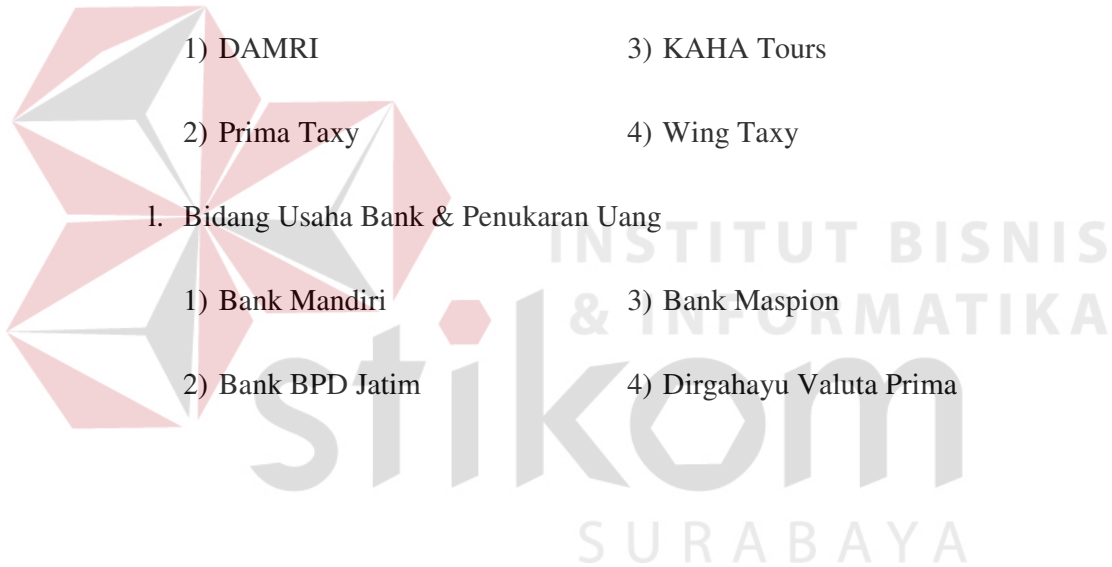 1) DAMRI 3) KAHA Tours
2) Prima Taxy 4) Wing Taxy
l. Bidang Usaha Bank & Penukaran Uang
INSTITUT BISNIS
1) Bank Mandiri 3) Bank Maspion
& INFORMATIKA
2) Bank BPD Jatim 4) Dirgahayu Valuta Prima
stikom
SURABAYA